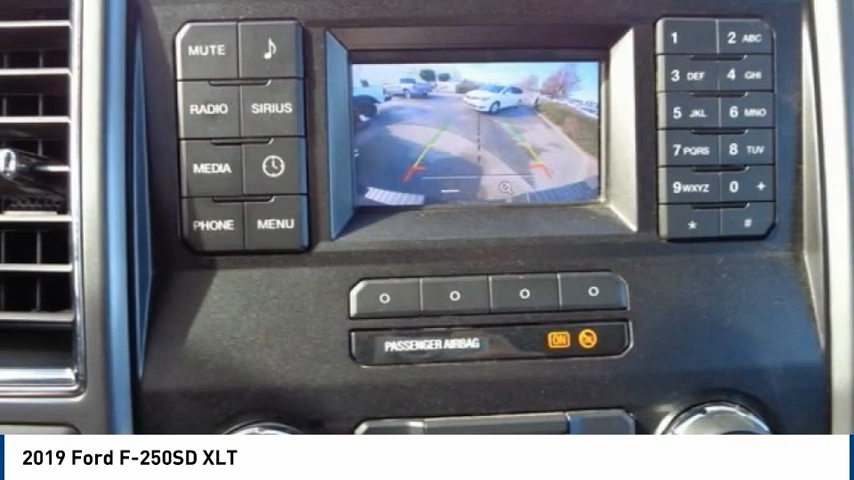 MUTE
RADIO SIRIUS
MEDIA
PHONE MENU
1 2 ABC
3 DEF 4 GHI
5 JKL 6 MNO
7 PQRS 8 TUV
9 WXYZ 0 +
* #
PASSENGER AIRBAG ON
2019 Ford F-250SD XLT